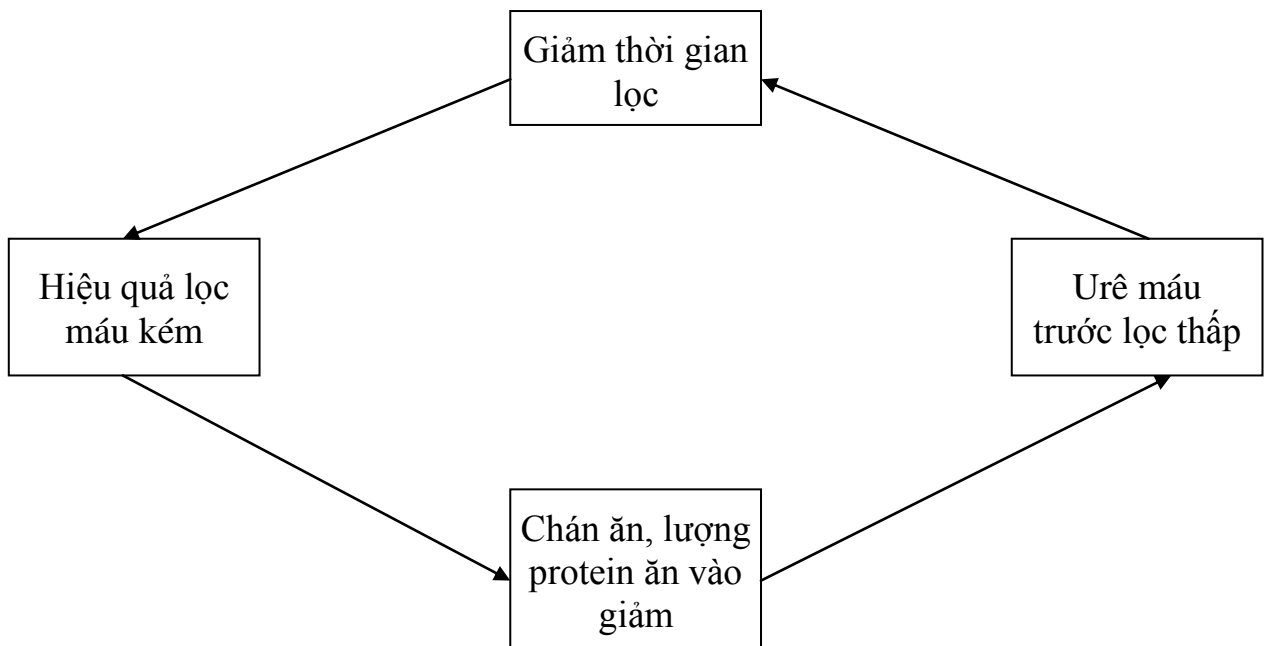 Giảm thời gian
lọc
Hiệu quả lọc
máu kém
Urê máu
trước lọc thấp
Chán ăn, lượng
protein ăn vào
giảm